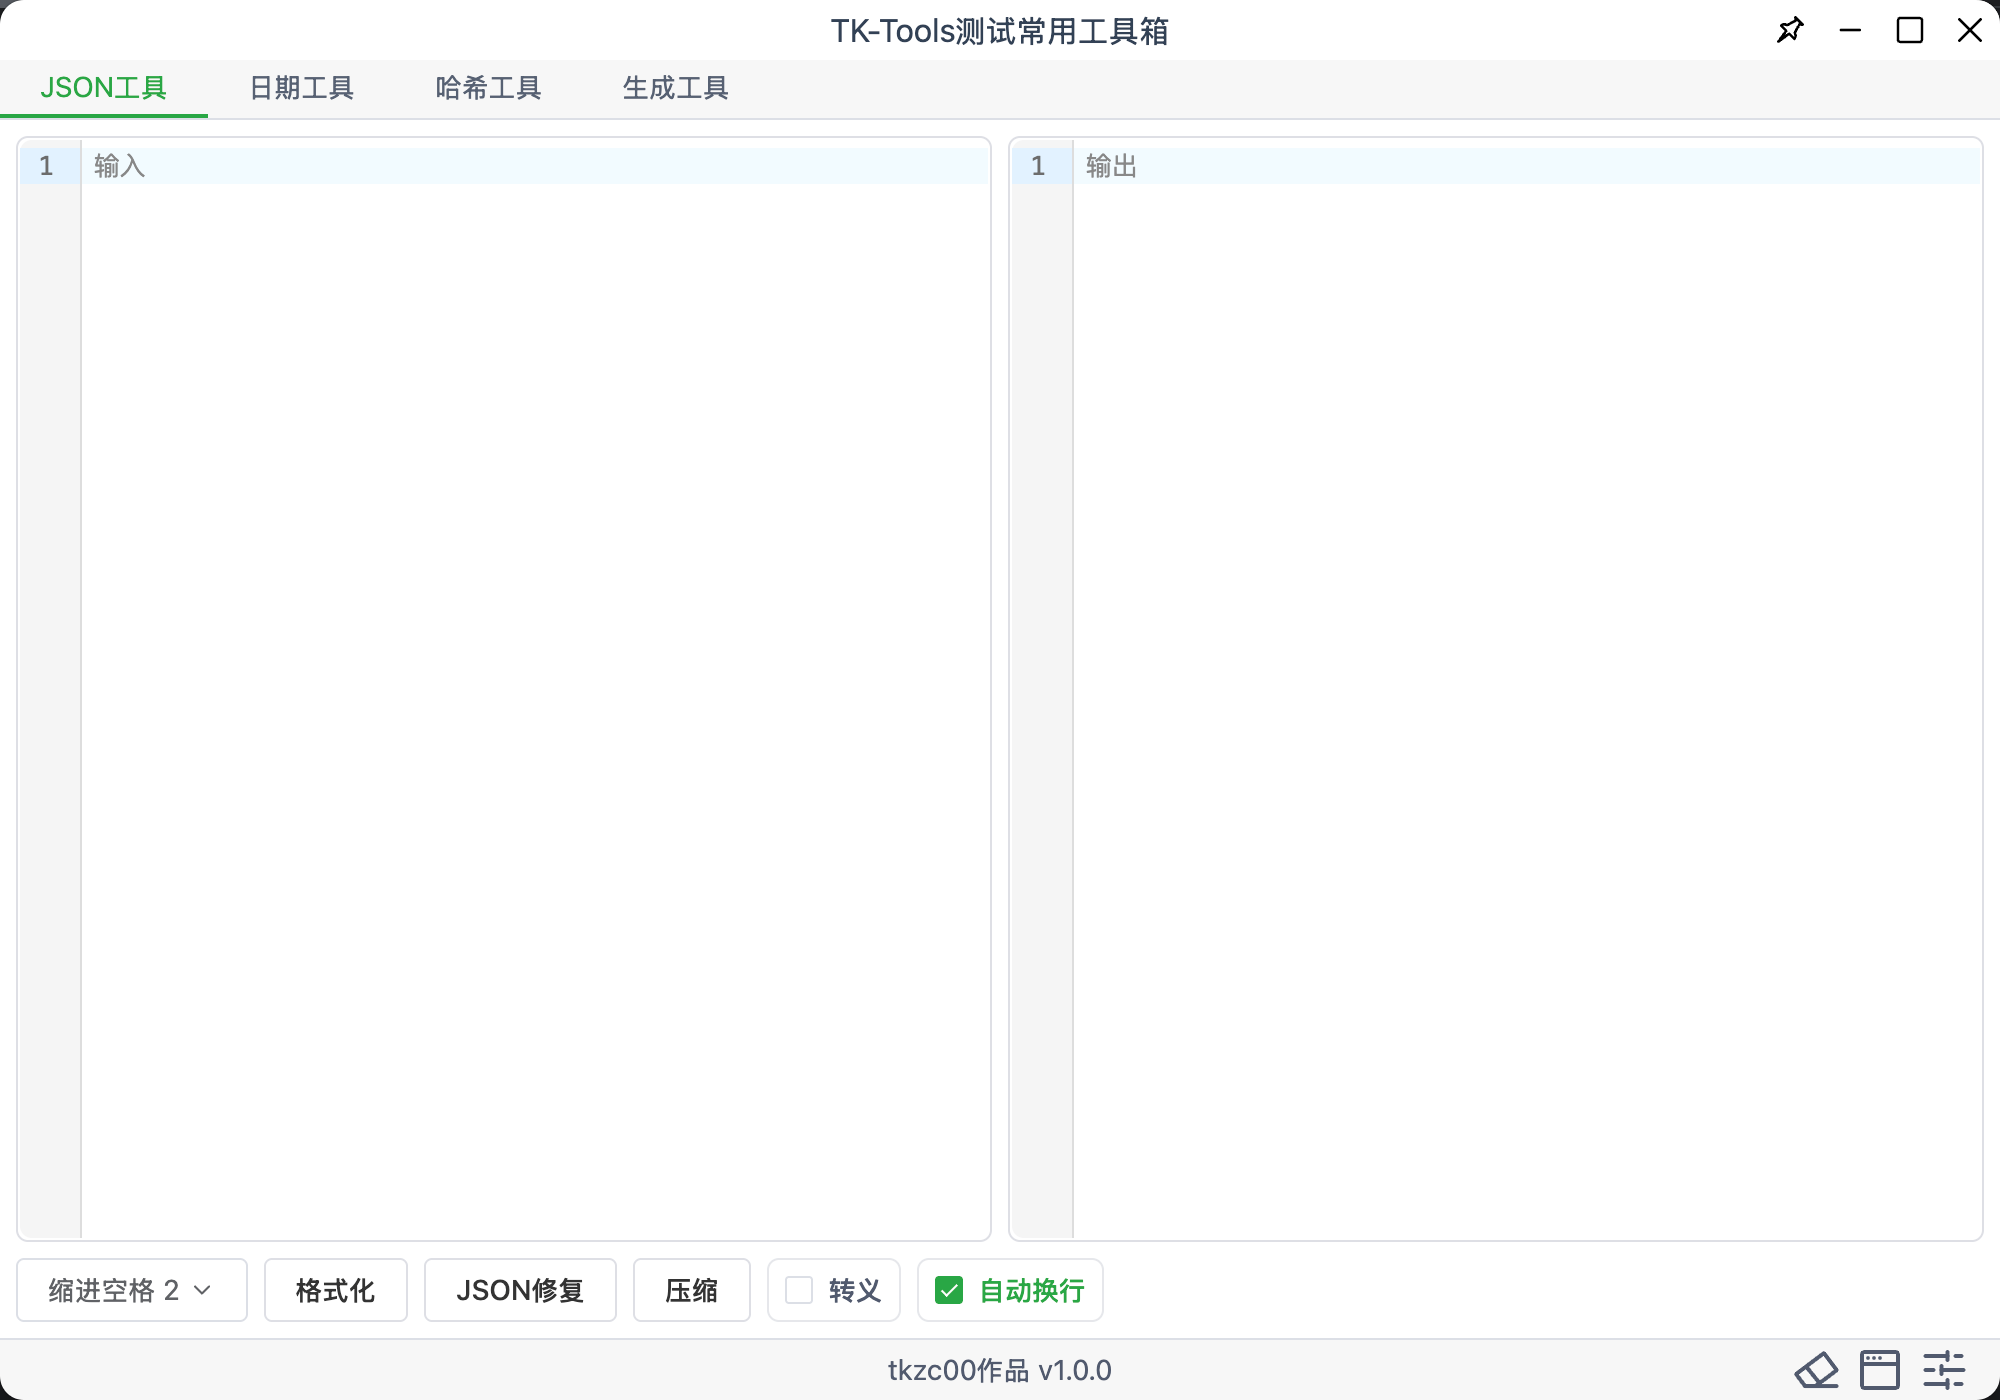 TK-Tools测试常用工具箱
JSON工具 日期工具 哈希工具 生成工具
1 输入
1 输出
缩进空格 2 格式化 JSON修复 压缩 转义 自动换行
tkzc00作品 v1.0.0